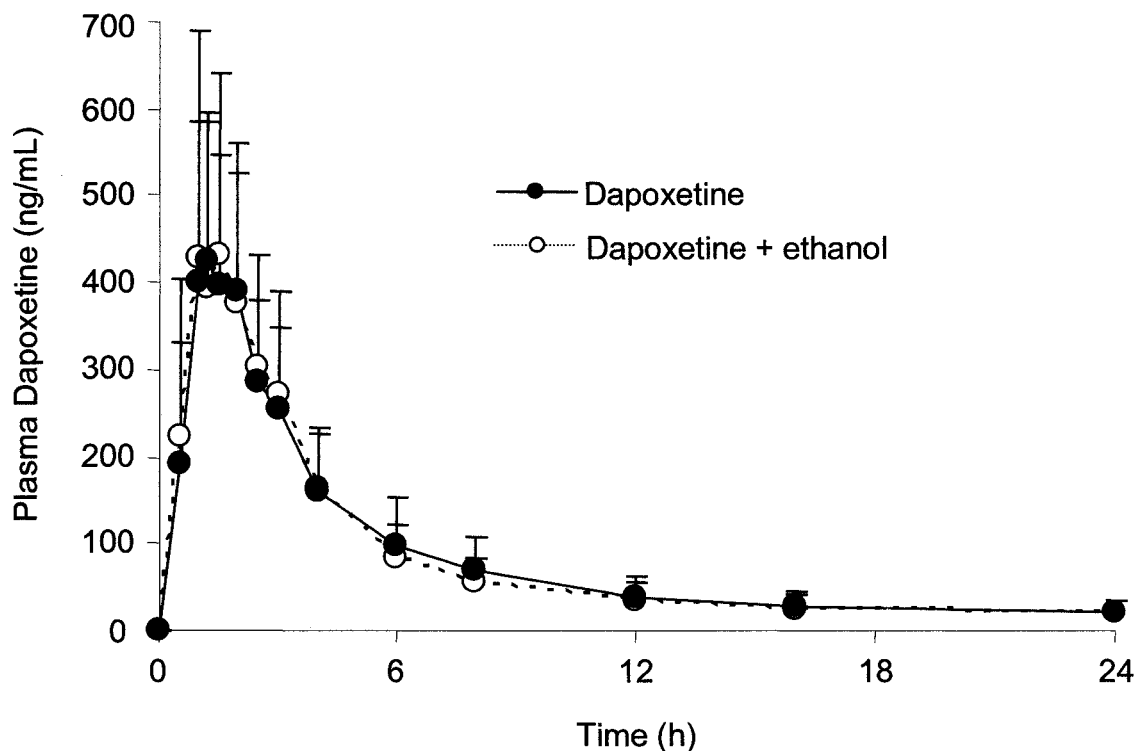 700
600
500
400
300
200
100
0
Plasma Dapoxetine (ng/mL)
Dapoxetine
Dapoxetine + ethanol
0 6 12 18 24
Time (h)